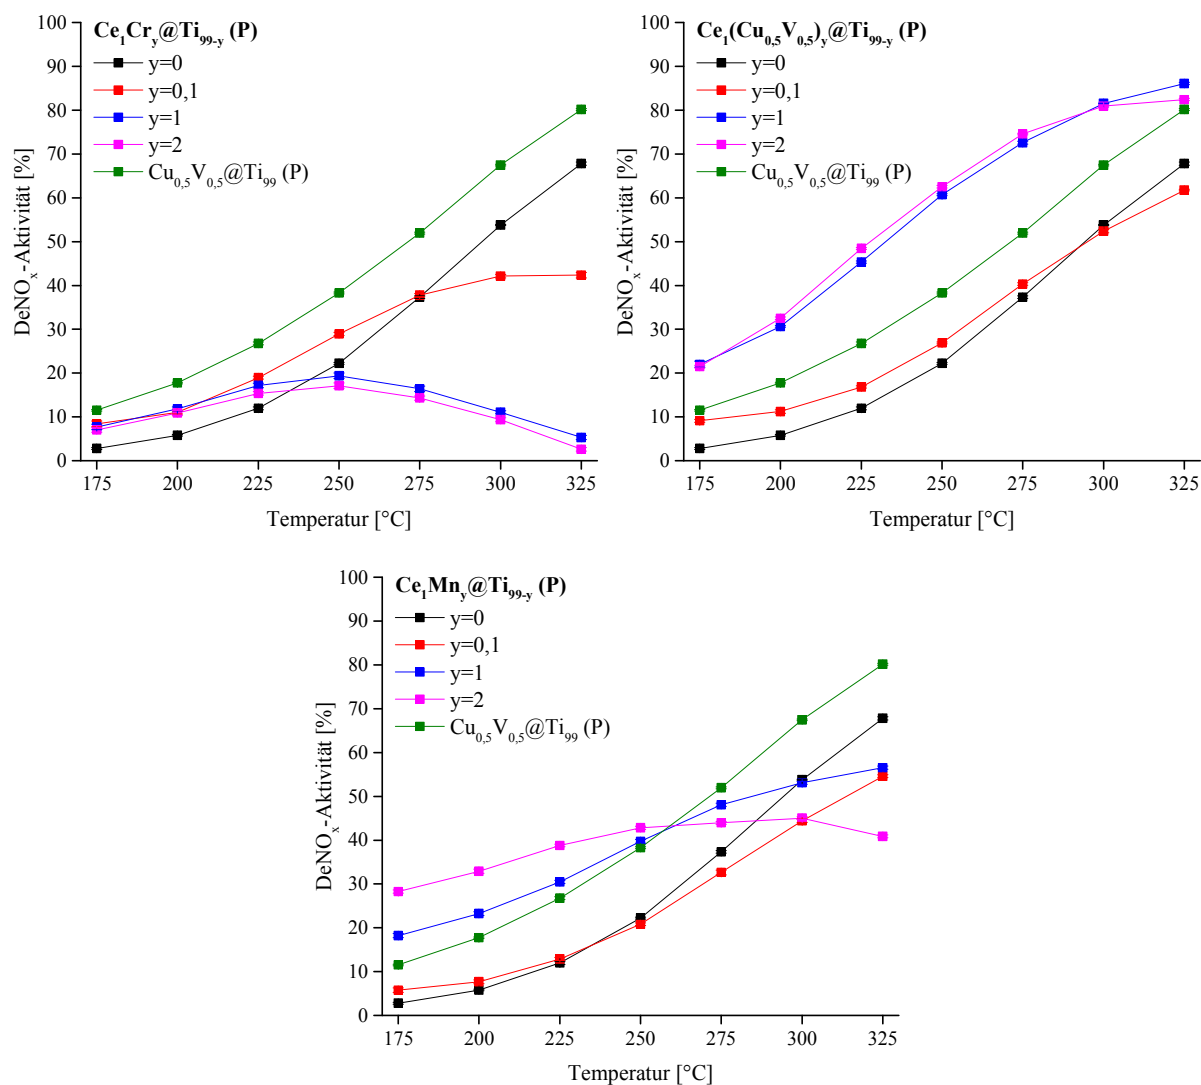 Ce₁Cr_y@Ti₉₉₋y (P)
y=0
y=0,1
y=1
y=2
Cu₀,₅V₀,₅@Ti₉₉ (P)
DeNOₓ-Aktivität [%]
100
90
80
70
60
50
40
30
20
10
0
175 200 225 250 275 300 325
Temperatur [°C]
Ce₁(Cu₀,₅V₀,₅)_y@Ti₉₉₋y (P)
y=0
y=0,1
y=1
y=2
Cu₀,₅V₀,₅@Ti₉₉ (P)
DeNOₓ-Aktivität [%]
100
90
80
70
60
50
40
30
20
10
0
175 200 225 250 275 300 325
Temperatur [°C]
Ce₁Mn_y@Ti₉₉₋y (P)
y=0
y=0,1
y=1
y=2
Cu₀,₅V₀,₅@Ti₉₉ (P)
DeNOₓ-Aktivität [%]
100
90
80
70
60
50
40
30
20
10
0
175 200 225 250 275 300 325
Temperatur [°C]